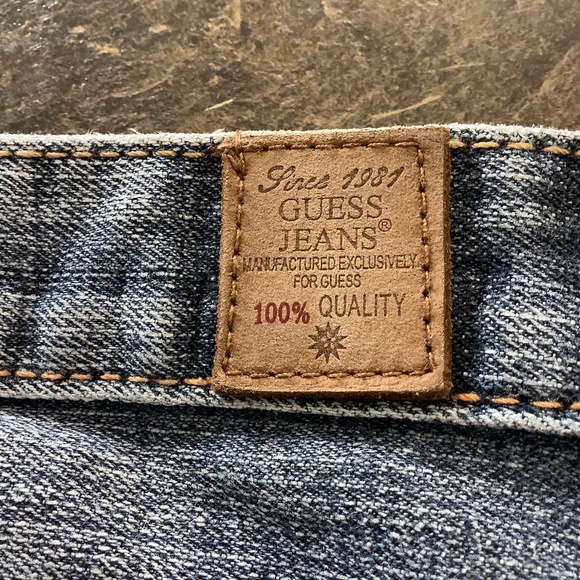 Since 1981
GUESS
JEANS®
MANUFACTURED EXCLUSIVELY
FOR GUESS
100% QUALITY